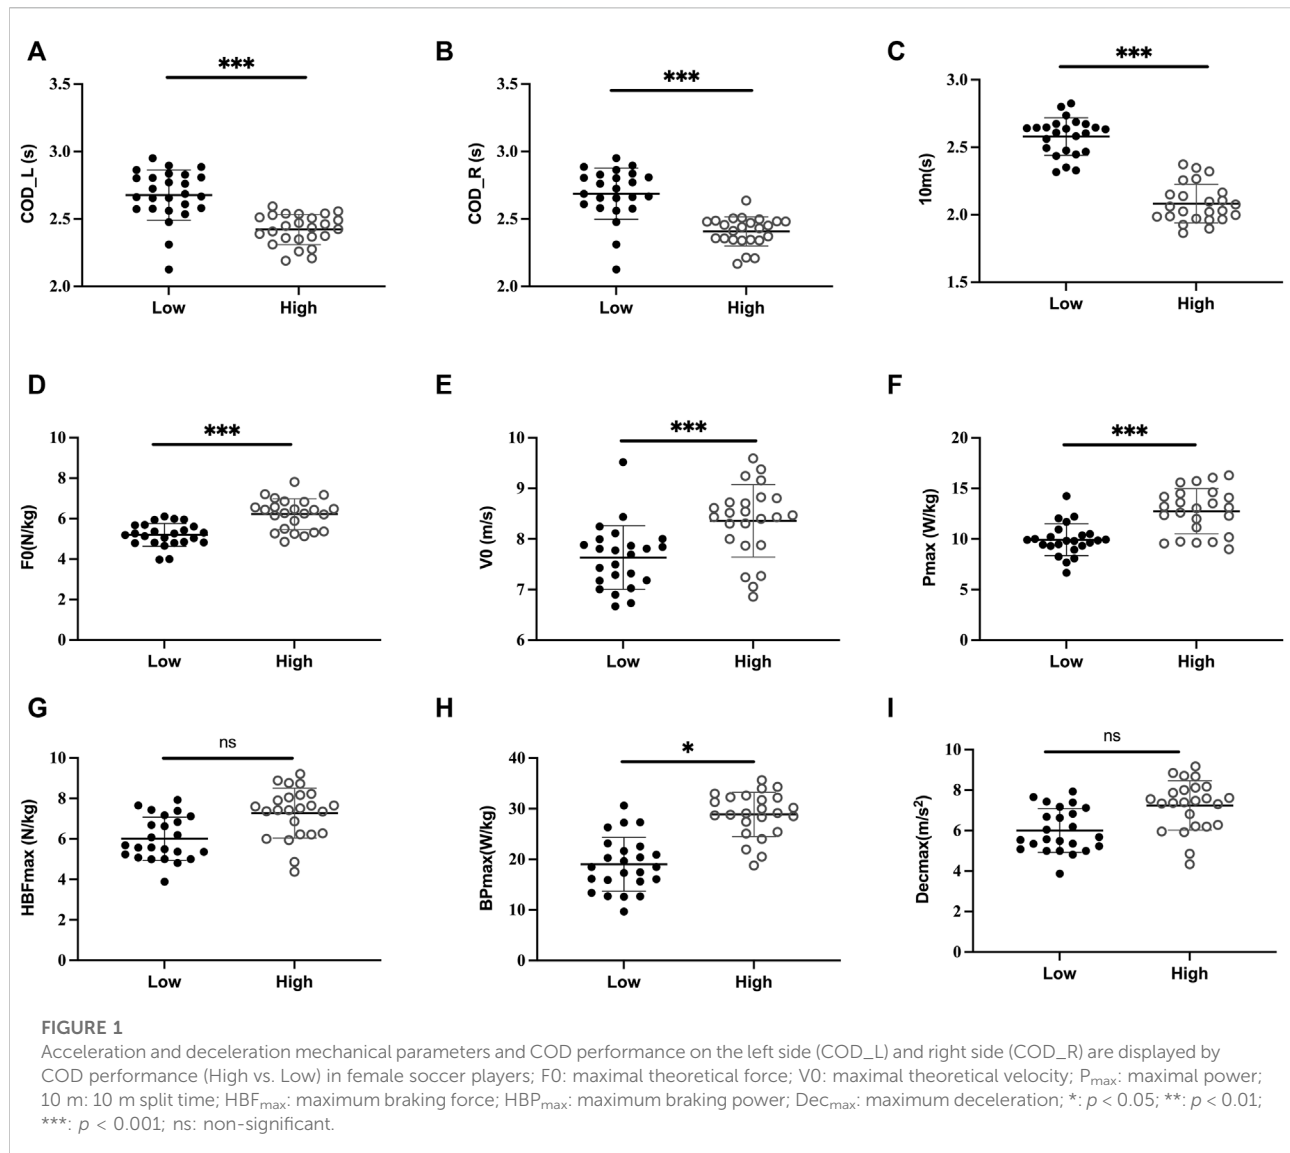 A
***
COD_L (s)
3.5
3.0
2.5
2.0
Low
High
B
***
COD_R (s)
3.5
3.0
2.5
2.0
Low
High
C
***
10m(s)
3.0
2.5
2.0
1.5
Low
High
D
***
F0(N/kg)
10
8
6
4
2
0
Low
High
E
***
V0 (m/s)
10
9
8
7
6
Low
High
F
***
Pmax (W/kg)
20
15
10
5
0
Low
High
G
ns
HBFmax (N/kg)
10
8
6
4
2
0
Low
High
H
*
BPmax(W/kg)
40
30
20
10
0
Low
High
I
ns
Decmax(m/s²)
10
8
6
4
2
0
Low
High
FIGURE 1
Acceleration and deceleration mechanical parameters and COD performance on the left side (COD_L) and right side (COD_R) are displayed by
COD performance (High vs. Low) in female soccer players; F0: maximal theoretical force; V0: maximal theoretical velocity; Pmax: maximal power;
10 m: 10 m split time; HBFmax: maximum braking force; HBPmax: maximum braking power; Decmax: maximum deceleration; *: p < 0.05; **: p < 0.01;
***: p < 0.001; ns: non-significant.